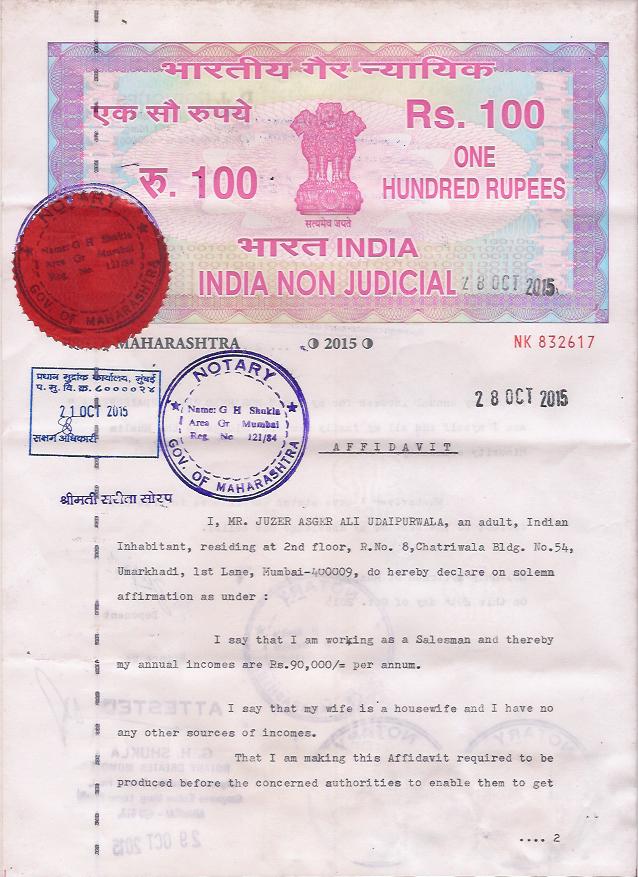 भारतीय गैर न्यायिक
एक सौ रुपये
Rs. 100
रु. 100
ONE
HUNDRED RUPEES
सत्यमेव जयते
भारत INDIA
INDIA NON JUDICIAL
28 OCT 2015
NOTARY
Name: G H Shukla
Area Gr Mumbai
Reg. No 121/84
GOV. OF MAHARASHTRA
MAHARASHTRA
2015
NK 832617
प्रधान मुद्रांक कार्यालय, मुंबई
प. मु. वि. क्र. ८००००२४
21 OCT 2015
सक्षम अधिकारी
NOTARY
Name: G H Shukla
Area Gr Mumbai
Reg. No 121/84
GOV. OF MAHARASHTRA
28 OCT 2015
AFFIDAVIT
श्रीमती सरीता सोरप
I, MR. JUZER ASGER ALI UDAIPURWALA, an adult, Indian
Inhabitant, residing at 2nd floor, R.No. 8,Chatriwala Bldg. No.54,
Umarkhadi, 1st Lane, Mumbai-400009, do hereby declare on solemn
affirmation as under :
I say that I am working as a Salesman and thereby
my annual incomes are Rs.90,000/= per annum.
I say that my wife is a housewife and I have no
any other sources of incomes.
That I am making this Affidavit required to be
produced before the concerned authorities to enable them to get
.... 2